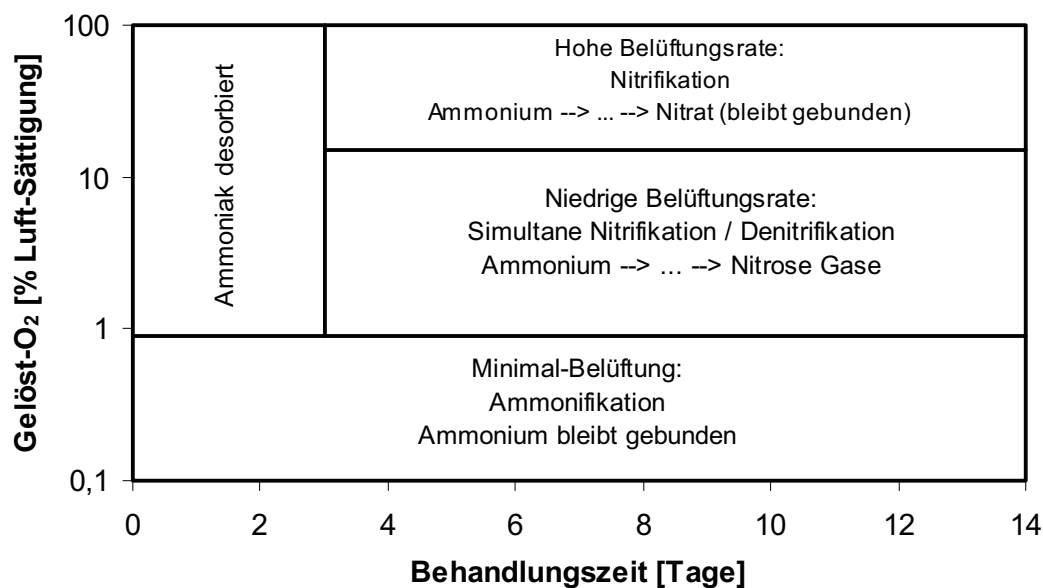 Gelöst-O₂ [% Luft-Sättigung]
100
10
1
0,1
Ammoniak desorbiert
Hohe Belüftungsrate:
Nitrifikation
Ammonium --> ... --> Nitrat (bleibt gebunden)
Niedrige Belüftungsrate:
Simultane Nitrifikation / Denitrifikation
Ammonium --> ... --> Nitrose Gase
Minimal-Belüftung:
Ammonifikation
Ammonium bleibt gebunden
0 2 4 6 8 10 12 14
Behandlungszeit [Tage]